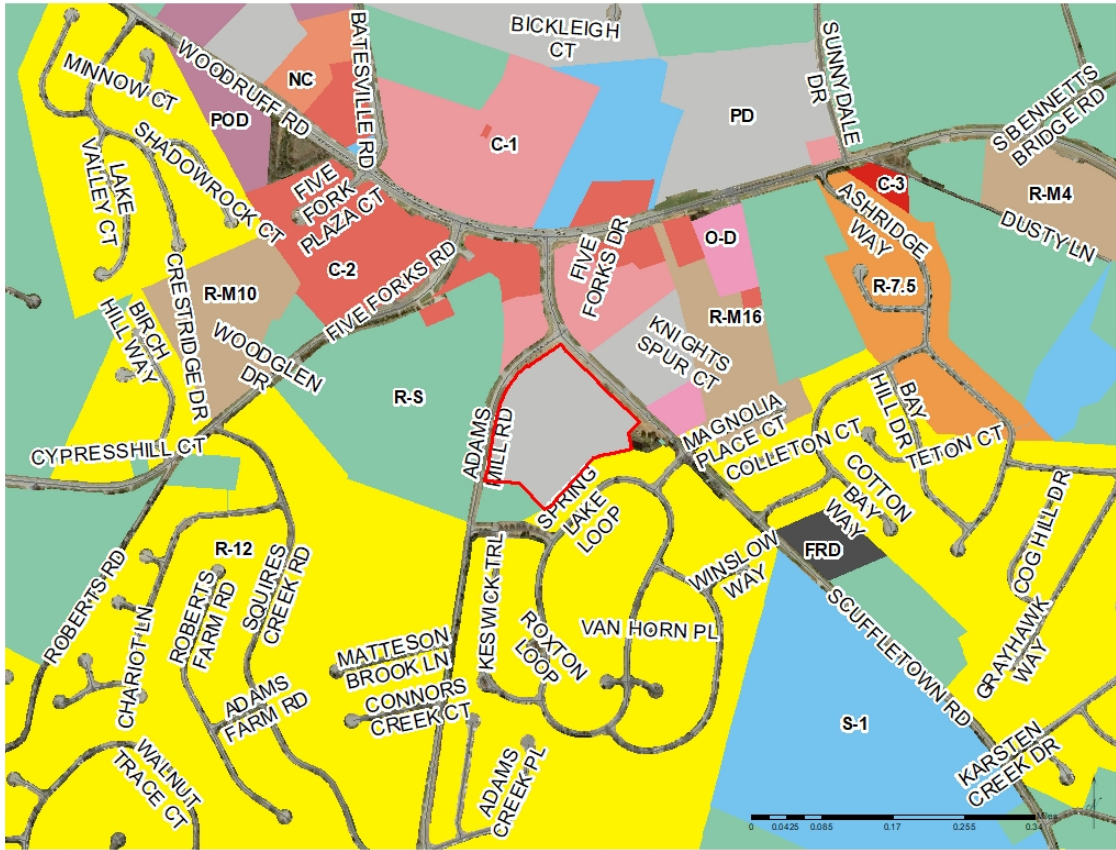 BICKLEIGH
CT
BATESVILLE RD
WOODRUFF RD
SUNNYDALE
DR
MINNOW CT
NC
S BENNETTS
BRIDGE RD
POD
PD
C-1
SHADOWROCK CT
LAKE
VALLEY CT
FIVE
FORK
PLAZA CT
C-3
R-M4
ASHRIDGE
WAY
DUSTY LN
FIVE
FORKS DR
O-D
C-2
FIVE FORKS RD
CRESTRIDGE DR
R-M10
R-7.5
BIRCH
HILL WAY
WOODGLEN
DR
R-M16
KNIGHTS
SPUR CT
R-S
BAY
HILL DR
MAGNOLIA
PLACE CT
ADAMS
MILL RD
CYPRESSHILL CT
COLLETON CT
TETON CT
COTTON
BAY
WAY
SPRING
LAKE
LOOP
COG HILL DR
R-12
FRD
ROBERTS RD
ROBERTS
FARM RD
SQUIRES
CREEK RD
KESWICK TRL
WINSLOW
WAY
CHARIOT LN
VAN HORN PL
ROXTON
LOOP
MATTESON
BROOK LN
SCUFFLETOWN RD
GRAYHAWK
WAY
CONNORS
CREEK CT
ADAMS
FARM RD
S-1
WALNUT
TRACE CT
ADAMS
CREEK PL
KARSTEN
CREEK DR
0 0.0425 0.085 0.17 0.255 0.34 Miles